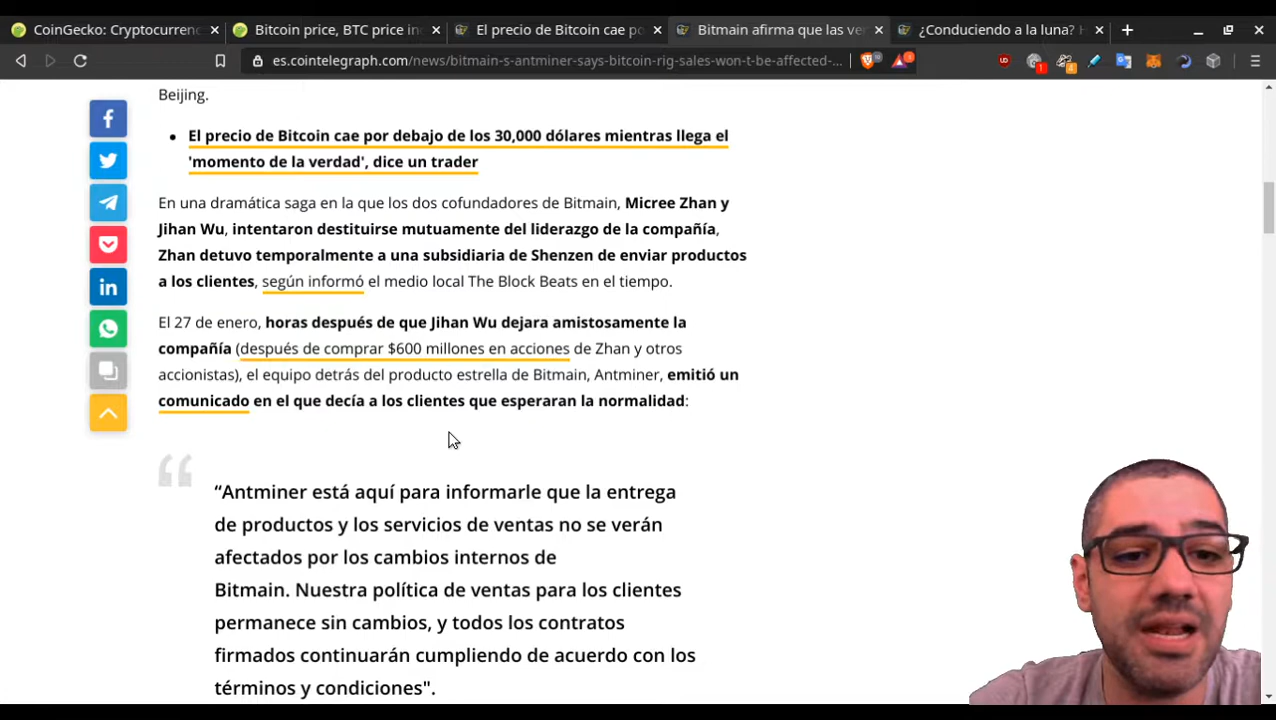 CoinGecko: Cryptocurrenc
Bitcoin price, BTC price in
El precio de Bitcoin cae po
Bitmain afirma que las ve
¿Conduciendo a la luna? H
es.cointelegraph.com/news/bitmain-s-antminer-says-bitcoin-rig-sales-won-t-be-affected-...
1
4
Beijing.
El precio de Bitcoin cae por debajo de los 30,000 dólares mientras llega el
'momento de la verdad', dice un trader
En una dramática saga en la que los dos cofundadores de Bitmain, Micree Zhan y
Jihan Wu, intentaron destituirse mutuamente del liderazgo de la compañía,
Zhan detuvo temporalmente a una subsidiaria de Shenzen de enviar productos
a los clientes, según informó el medio local The Block Beats en el tiempo.
El 27 de enero, horas después de que Jihan Wu dejara amistosamente la
compañía (después de comprar $600 millones en acciones de Zhan y otros
accionistas), el equipo detrás del producto estrella de Bitmain, Antminer, emitió un
comunicado en el que decía a los clientes que esperaran la normalidad:
“Antminer está aquí para informarle que la entrega
de productos y los servicios de ventas no se verán
afectados por los cambios internos de
Bitmain. Nuestra política de ventas para los clientes
permanece sin cambios, y todos los contratos
firmados continuarán cumpliendo de acuerdo con los
términos y condiciones".